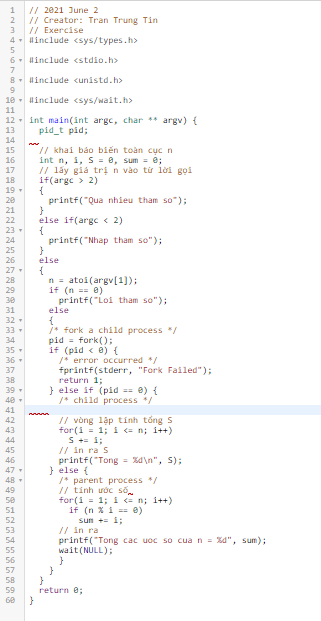 1 // 2021 June 2
2 // Creator: Tran Trung Tin
3 // Exercise
4 #include <sys/types.h>
5
6 #include <stdio.h>
7
8 #include <unistd.h>
9
10 #include <sys/wait.h>
11
12 int main(int argc, char ** argv) {
13 pid_t pid;
14
15 // khai báo biến toàn cục n
16 int n, i, S = 0, sum = 0;
17 // lấy giá trị n vào từ lời gọi
18 if(argc > 2)
19 {
20 printf("Qua nhieu tham so");
21 }
22 else if(argc < 2)
23 {
24 printf("Nhap tham so");
25 }
26 else
27 {
28 n = atoi(argv[1]);
29 if (n == 0)
30 printf("Loi tham so");
31 else
32 {
33 /* fork a child process */
34 pid = fork();
35 if (pid < 0) {
36 /* error occurred */
37 fprintf(stderr, "Fork Failed");
38 return 1;
39 } else if (pid == 0) {
40 /* child process */
41
42 // vòng lặp tính tổng S
43 for(i = 1; i <= n; i++)
44 S += i;
45 // in ra S
46 printf("Tong = %d\n", S);
47 } else {
48 /* parent process */
49 // tính ước số
50 for(i = 1; i <= n; i++)
51 if (n % i == 0)
52 sum += i;
53 // in ra
54 printf("Tong cac uoc so cua n = %d", sum);
55 wait(NULL);
56 }
57 }
58 }
59 return 0;
60 }